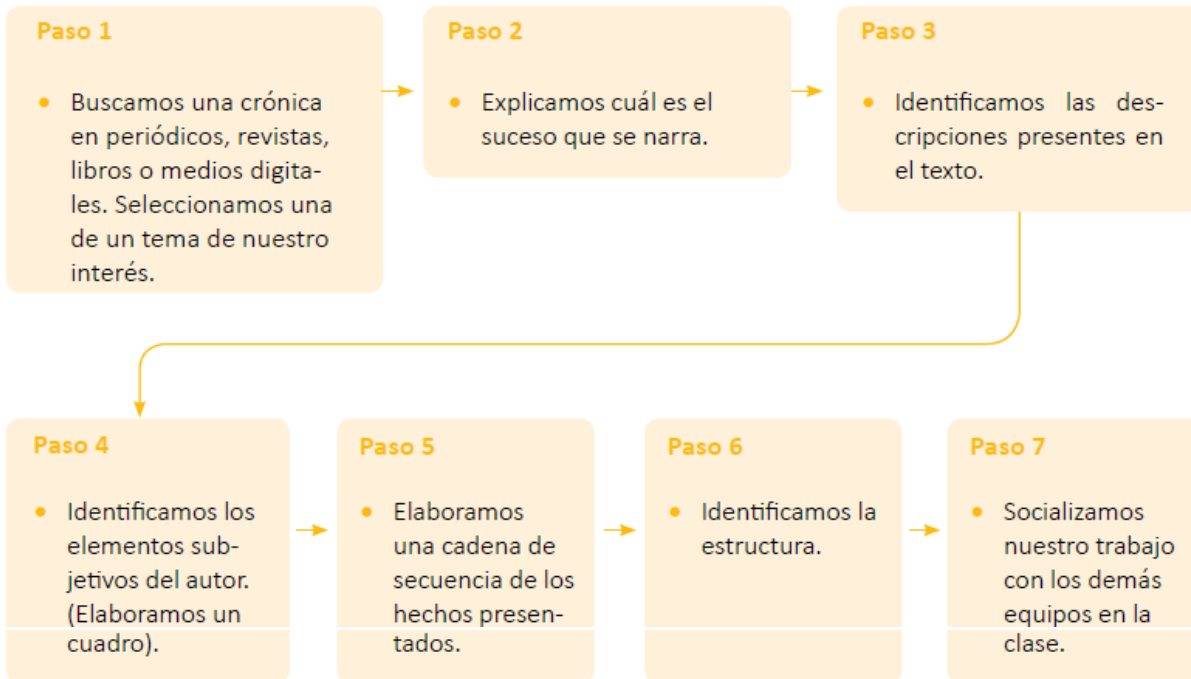 Paso 1
• Buscamos una crónica
en periódicos, revistas,
libros o medios digita-
les. Seleccionamos una
de un tema de nuestro
interés.
Paso 2
• Explicamos cuál es el
suceso que se narra.
Paso 3
• Identificamos las des-
cripciones presentes en
el texto.
Paso 4
• Identificamos los
elementos sub-
jetivos del autor.
(Elaboramos un
cuadro).
Paso 5
• Elaboramos
una cadena de
secuencia de los
hechos presen-
tados.
Paso 6
• Identificamos la
estructura.
Paso 7
• Socializamos
nuestro trabajo
con los demás
equipos en la
clase.